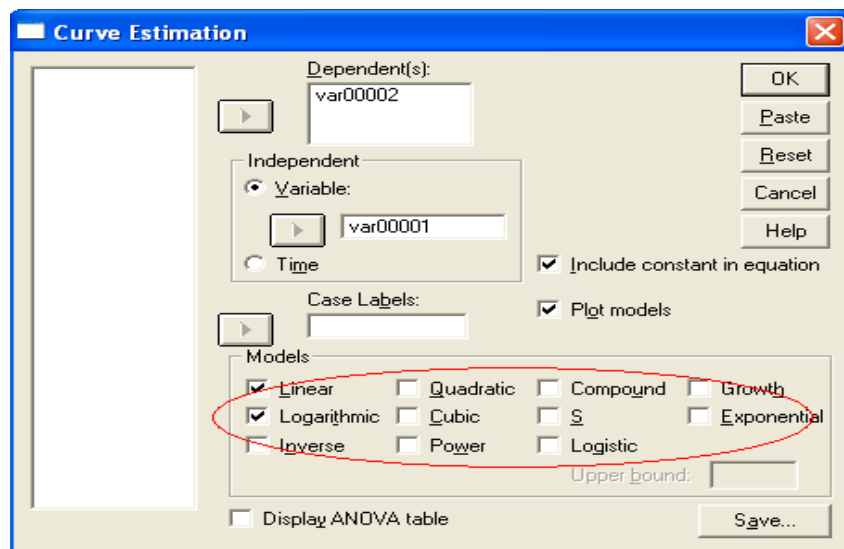 Curve Estimation
Dependent(s):
var00002
OK
Paste
Reset
Cancel
Help
Independent
Variable:
var00001
Time
Include constant in equation
Case Labels:
Plot models
Models
Linear Quadratic Compound Growth
Logarithmic Cubic S Exponential
Inverse Power Logistic
Upper bound:
Display ANOVA table
Save...